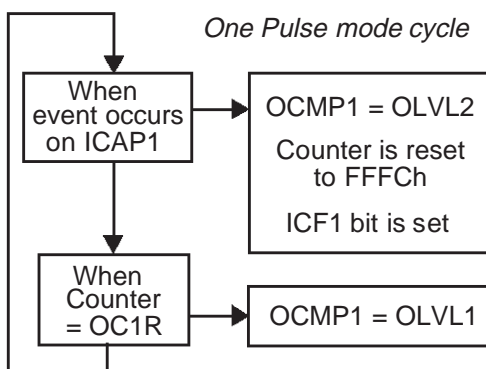 One Pulse mode cycle
When
event occurs
on ICAP1
OCMP1 = OLVL2
Counter is reset
to FFFCh
ICF1 bit is set
When
Counter
= OC1R
OCMP1 = OLVL1